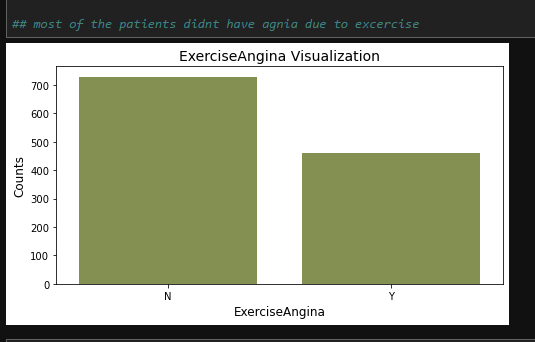 ## most of the patients didnt have agnia due to excercise
ExerciseAngina Visualization
700
600
500
400
300
200
100
0
Counts
N Y
ExerciseAngina